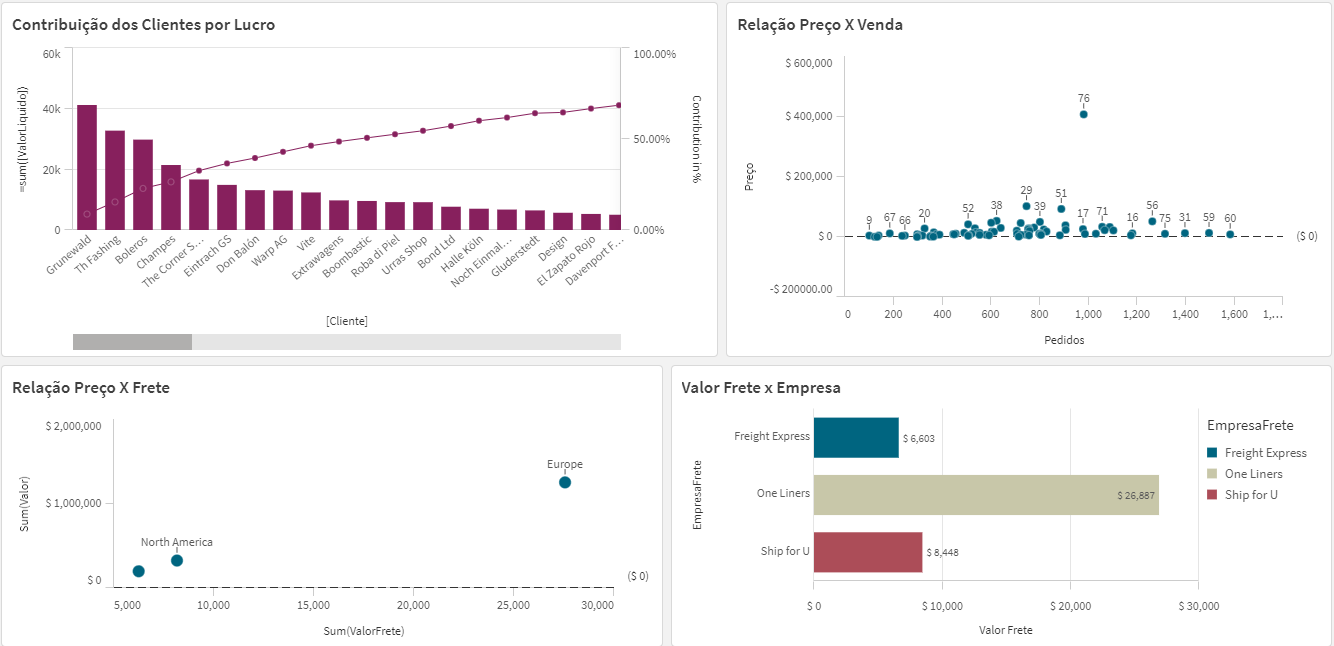 Contribuição dos Clientes por Lucro
60k
40k
20k
0
=sum([ValorLiquido])
100.00%
50.00%
0.00%
Contribution in %
Grunewald
Th Fashing
Boleros
Champes
The Corner S...
Eintrach GS
Don Balón
Warp AG
Vite
Extrawagens
Boombastic
Roba di Piel
Urras Shop
Bond Ltd
Halle Köln
Noch Einmal...
Gluderstedt
Design
El Zapato Rojo
Davenport F...
[Cliente]
Relação Preço X Venda
$ 600,000
$ 400,000
$ 200,000
$ 0
-$ 200000.00
Preço
76
29
51
52
38
39
9
67
66
20
17
71
16
56
75
31
59
60
($ 0)
0
200
400
600
800
1,000
1,200
1,400
1,600
1,...
Pedidos
Relação Preço X Frete
$ 2,000,000
$ 1,000,000
$ 0
Sum(Valor)
Europe
North America
($ 0)
5,000
10,000
15,000
20,000
25,000
30,000
Sum(ValorFrete)
Valor Frete x Empresa
EmpresaFrete
Freight Express
$ 6,603
One Liners
$ 26,887
Ship for U
$ 8,448
$ 0
$ 10,000
$ 20,000
$ 30,000
Valor Frete
EmpresaFrete
Freight Express
One Liners
Ship for U